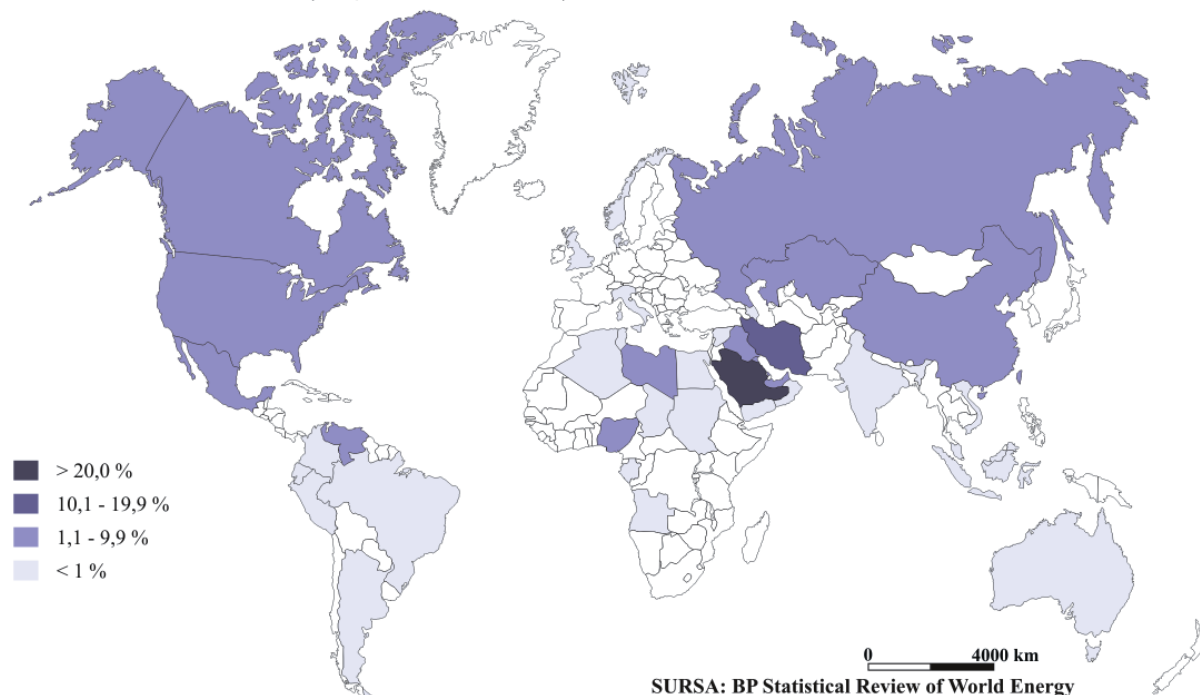 > 20,0 %
10,1 - 19,9 %
1,1 - 9,9 %
< 1 %
0 4000 km
SURSA: BP Statistical Review of World Energy